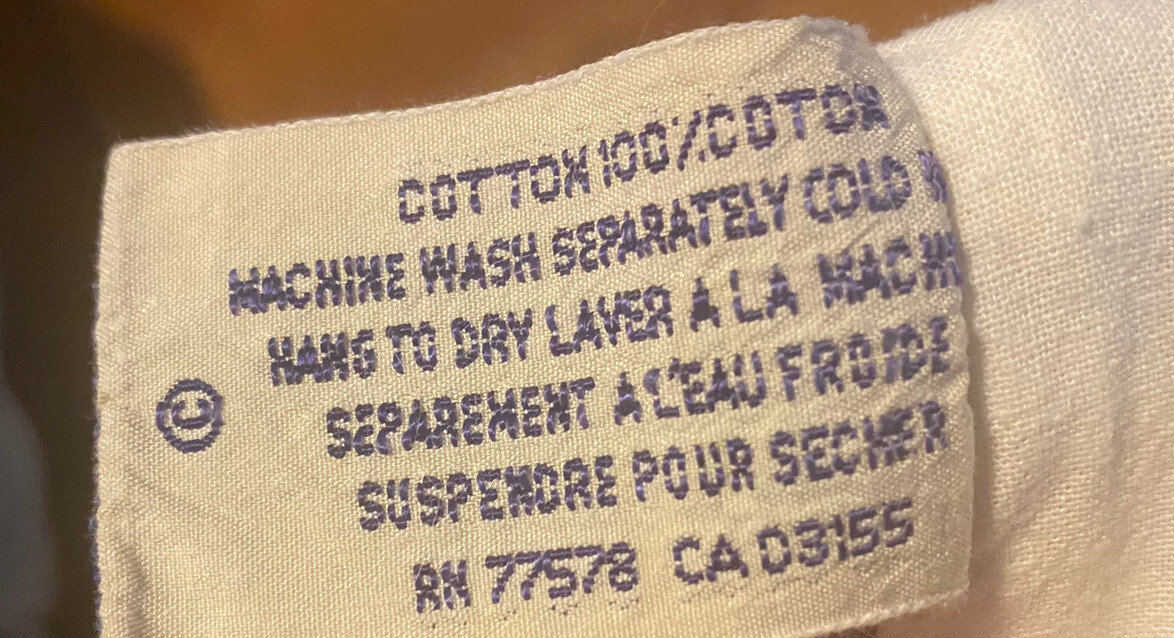 COTTON 100% COTON
MACHINE WASH SEPARATELY COLD
HANG TO DRY LAVER A LA MACHINE
SEPAREMENT A L'EAU FROIDE
© SUSPENDRE POUR SECHER
RN 77578 CA 03155